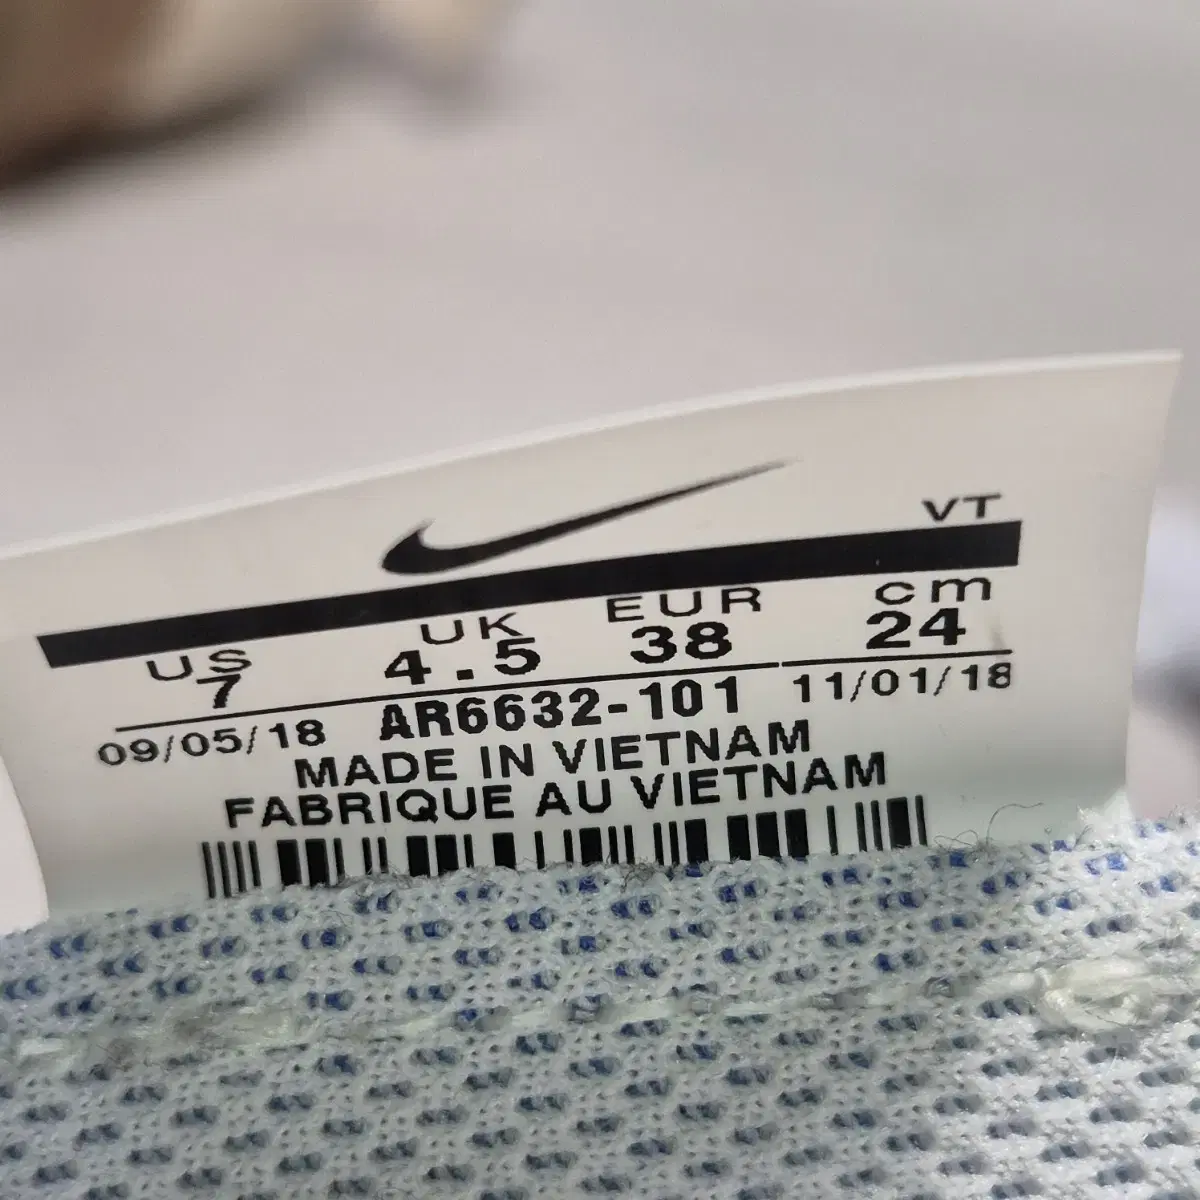 VT
US UK EUR cm
7 4.5 38 24
09/05/18 AR6632-101 11/01/18
MADE IN VIETNAM
FABRIQUE AU VIETNAM